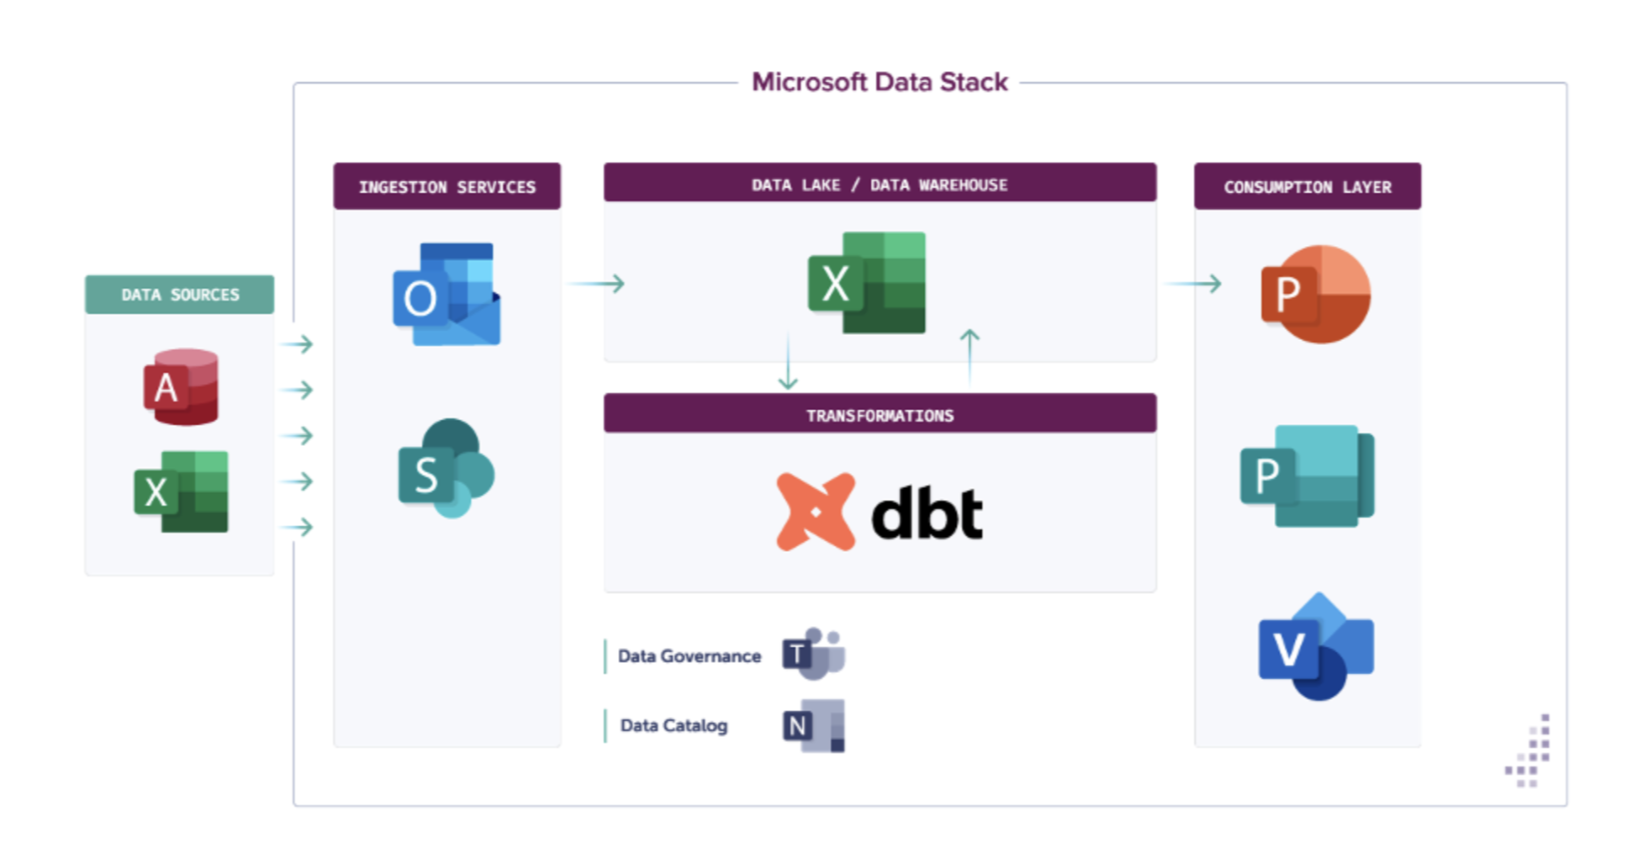 Microsoft Data Stack
DATA SOURCES
A
X
INGESTION SERVICES
O
S
DATA LAKE / DATA WAREHOUSE
X
TRANSFORMATIONS
dbt
Data Governance
T
Data Catalog
N
CONSUMPTION LAYER
P
P
V